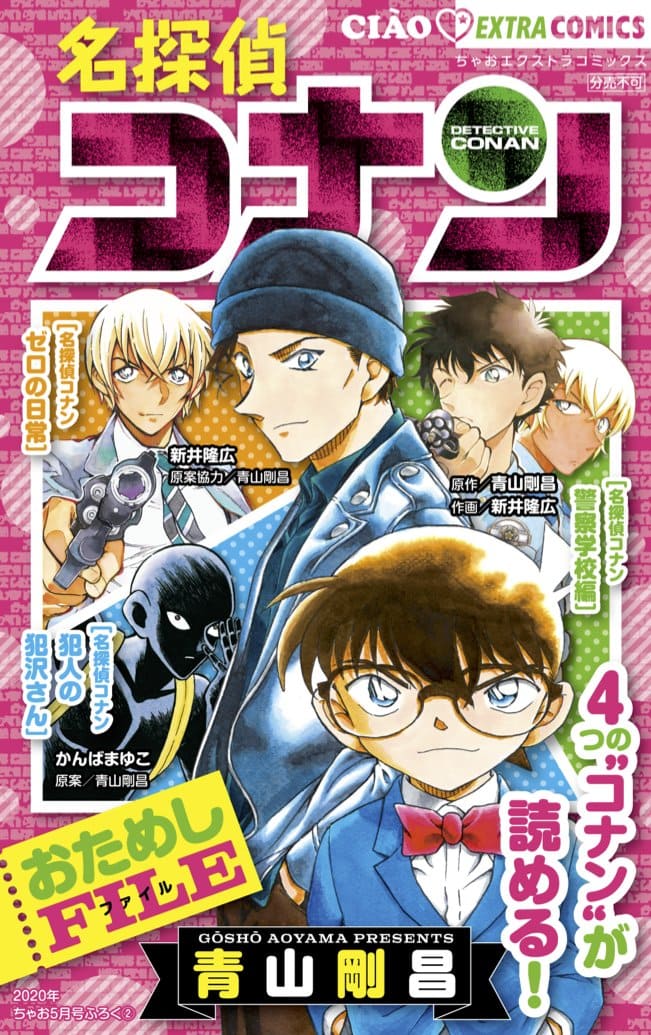 CIÀO EXTRA COMICS
ちゃおエクストラコミックス
分売不可
名探偵
コナン
DETECTIVE
CONAN
[名探偵コナン
ゼロの日常]
新井隆広
原案協力/青山剛昌
原作/青山剛昌
作画/新井隆広
[名探偵コナン
警察学校編]
[名探偵コナン
犯人の
犯沢さん]
かんばまゆこ
原案/青山剛昌
4つの"コナン"が
読める!
おためし
FILE
ファイル
GŌSHŌ AOYAMA PRESENTS
青山剛昌
2020年
ちゃお5月号ふろく②